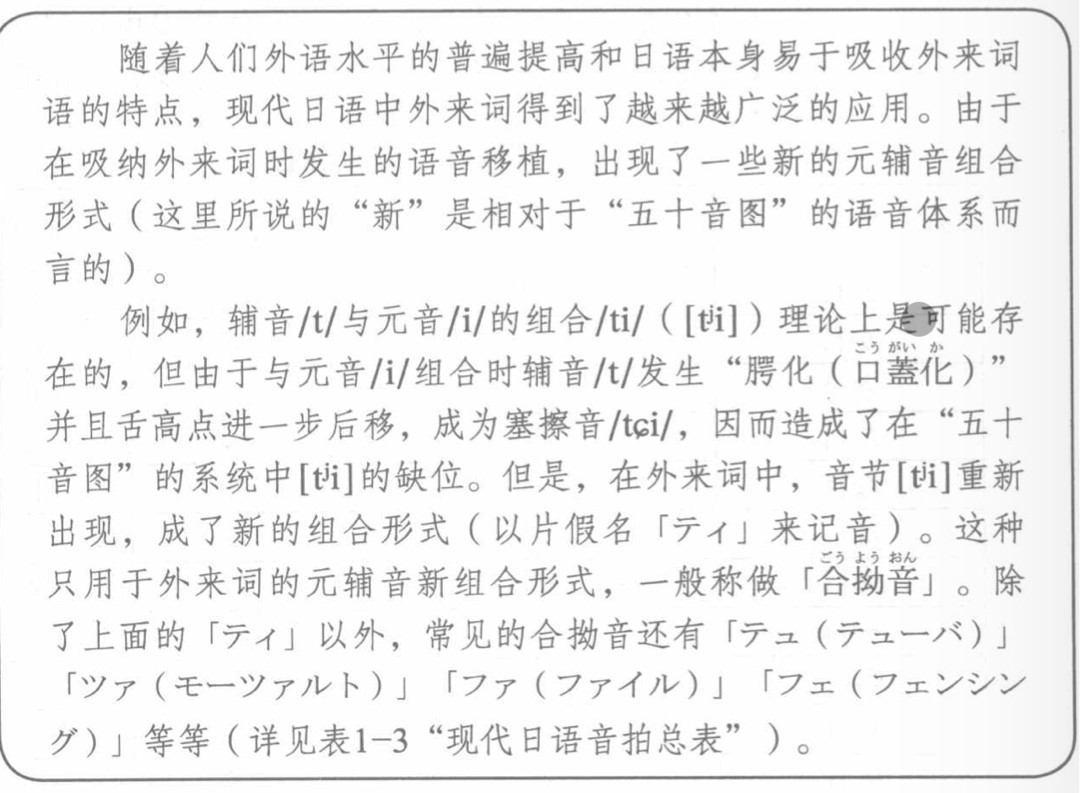 随着人们外语水平的普遍提高和日语本身易于吸收外来词
语的特点，现代日语中外来词得到了越来越广泛的应用。由于
在吸纳外来词时发生的语音移植，出现了一些新的元辅音组合
形式（这里所说的“新”是相对于“五十音图”的语音体系而
言的）。
例如，辅音/t/与元音/i/的组合/ti/（[tʲi]）理论上是可能存
こう がい か
在的，但由于与元音/i/组合时辅音/t/发生“腭化（口蓋化）”
并且舌高点进一步后移，成为塞擦音/tɕi/，因而造成了在“五十
音图”的系统中[tʲi]的缺位。但是，在外来词中，音节[tʲi]重新
出现，成了新的组合形式（以片假名「ティ」来记音）。这种
ごう よう おん
只用于外来词的元辅音新组合形式，一般称做「合拗音」。除
了上面的「ティ」以外，常见的合拗音还有「テュ（テューバ）」
「ツァ（モーツァルト）」「ファ（ファイル）」「フェ（フェンシン
グ）」等等（详见表1-3“现代日语音拍总表”）。